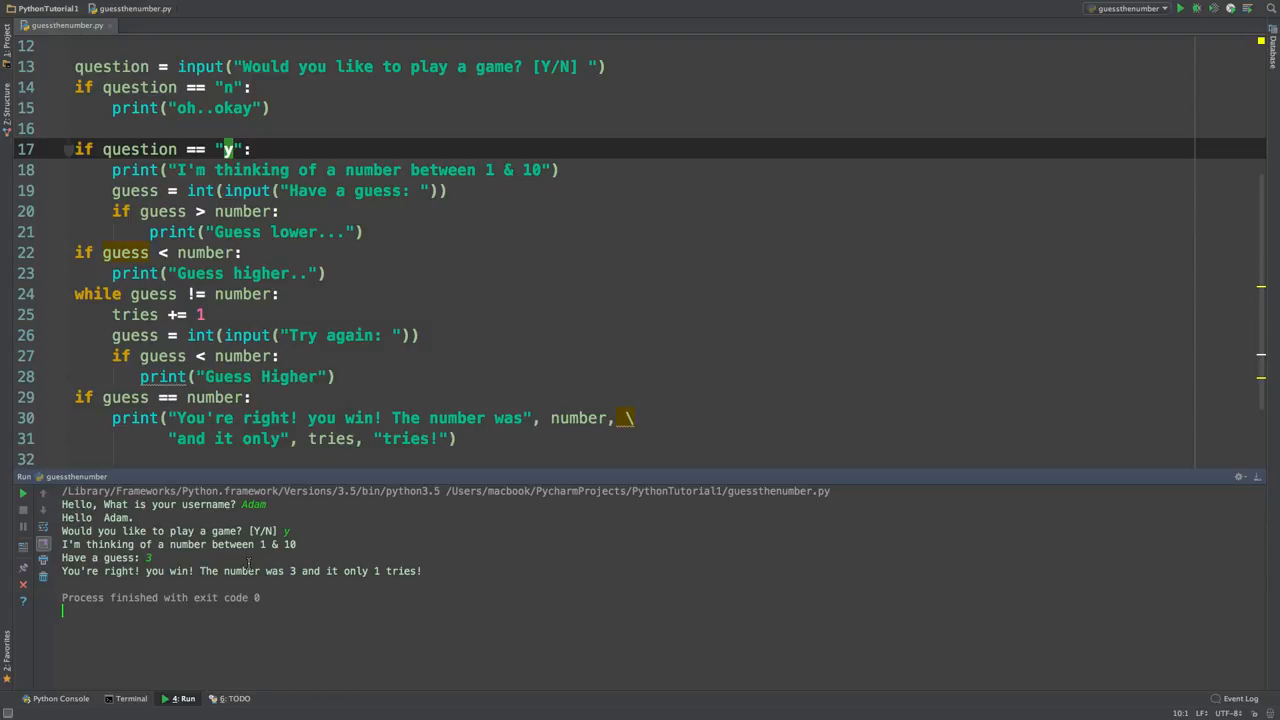 PythonTutorial1 guessthenumber.py guessthenumber
guessthenumber.py
1: Project
Z: Structure
2: Favorites
Database
12
13 question = input("Would you like to play a game? [Y/N] ")
14 if question == "n":
15 print("oh..okay")
16
17 if question == "y":
18 print("I'm thinking of a number between 1 & 10")
19 guess = int(input("Have a guess: "))
20 if guess > number:
21 print("Guess lower...")
22 if guess < number:
23 print("Guess higher..")
24 while guess != number:
25 tries += 1
26 guess = int(input("Try again: "))
27 if guess < number:
28 print("Guess Higher")
29 if guess == number:
30 print("You're right! you win! The number was", number, \
31 "and it only", tries, "tries!")
32
Run guessthenumber
/Library/Frameworks/Python.framework/Versions/3.5/bin/python3.5 /Users/macbook/PycharmProjects/PythonTutorial1/guessthenumber.py
Hello, What is your username? Adam
Hello  Adam.
Would you like to play a game? [Y/N] y
I'm thinking of a number between 1 & 10
Have a guess: 3
You're right! you win! The number was 3 and it only 1 tries!
Process finished with exit code 0
Python Console Terminal 4: Run 6: TODO Event Log
10:1 LF÷ UTF-8÷